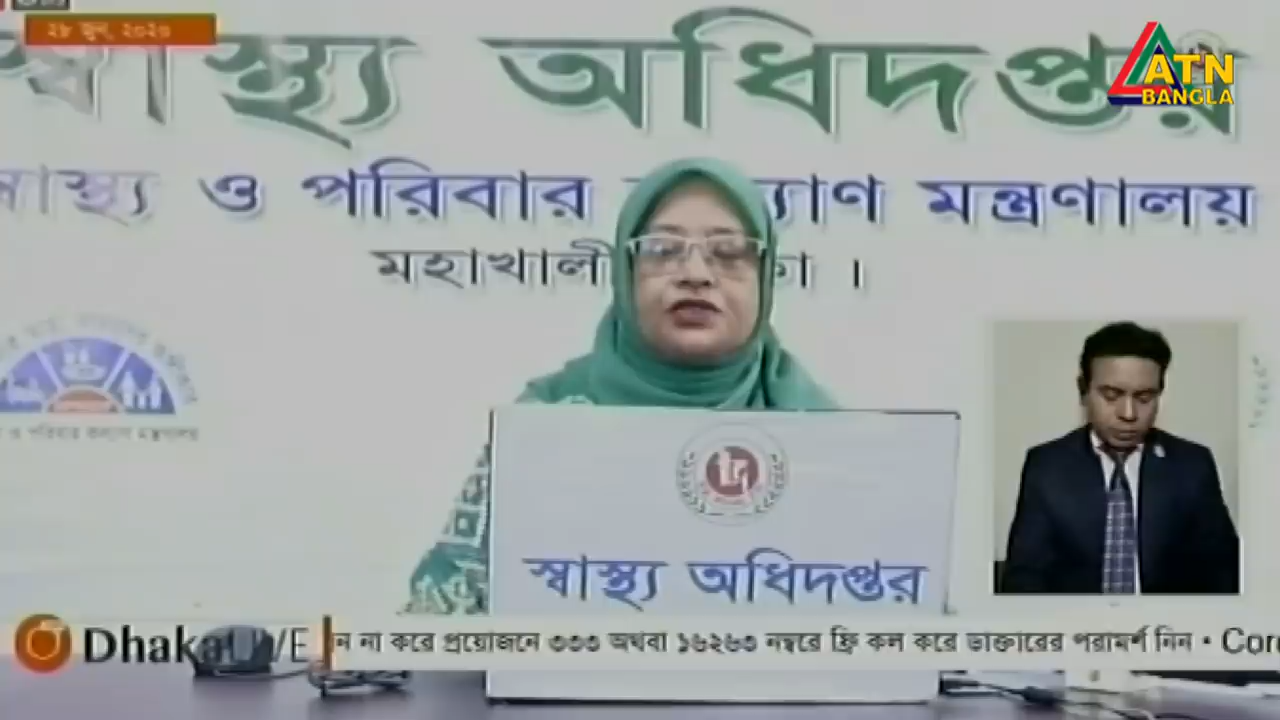 ২৮ জুন, ২০২০
ATN
BANGLA
স্বাস্থ্য অধিদপ্তর
স্বাস্থ্য ও পরিবার কল্যাণ মন্ত্রণালয়
মহাখালী
স্বাস্থ্য অধিদপ্তর
Dhaka WE
ন না করে প্রয়োজনে ৩৩৩ অথবা ১৬২৬৩ নম্বরে ফ্রি কল করে ডাক্তারের পরামর্শ নিন • Cor